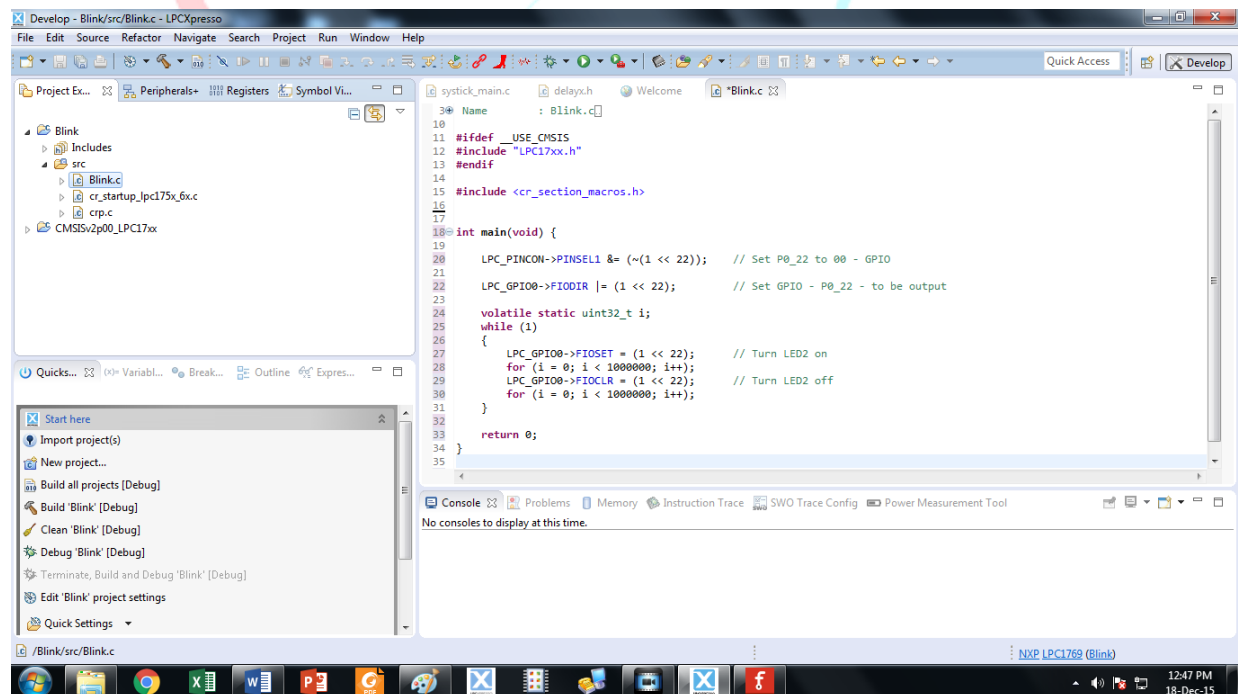 Develop - Blink/src/Blink.c - LPCXpresso
File Edit Source Refactor Navigate Search Project Run Window Help
Quick Access Develop
Project Ex... Peripherals+ Registers Symbol Vi...
Blink
Includes
src
Blink.c
cr_startup_lpc175x_6x.c
crp.c
CMSISv2p00_LPC17xx
systick_main.c delayx.h Welcome *Blink.c
3 Name : Blink.c
10
11 #ifdef __USE_CMSIS
12 #include "LPC17xx.h"
13 #endif
14
15 #include <cr_section_macros.h>
16
17
18 int main(void) {
19
20 LPC_PINCON->PINSEL1 &= (~(1 << 22)); // Set P0_22 to 00 - GPIO
21
22 LPC_GPIO0->FIODIR |= (1 << 22); // Set GPIO - P0_22 - to be output
23
24 volatile static uint32_t i;
25 while (1)
26 {
27 LPC_GPIO0->FIOSET = (1 << 22); // Turn LED2 on
28 for (i = 0; i < 1000000; i++);
29 LPC_GPIO0->FIOCLR = (1 << 22); // Turn LED2 off
30 for (i = 0; i < 1000000; i++);
31 }
32
33 return 0;
34 }
35
Quicks... (x)= Variabl... Break... Outline Expres...
Start here
Import project(s)
New project...
Build all projects [Debug]
Build 'Blink' [Debug]
Clean 'Blink' [Debug]
Debug 'Blink' [Debug]
Terminate, Build and Debug 'Blink' [Debug]
Edit 'Blink' project settings
Quick Settings
Console Problems Memory Instruction Trace SWO Trace Config Power Measurement Tool
No consoles to display at this time.
/Blink/src/Blink.c
NXP LPC1769 (Blink)
12:47 PM
18-Dec-15